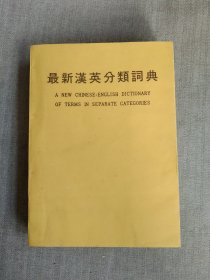 最新漢英分類詞典
A NEW CHINESE-ENGLISH DICTIONARY
OF TERMS IN SEPARATE CATEGORIES